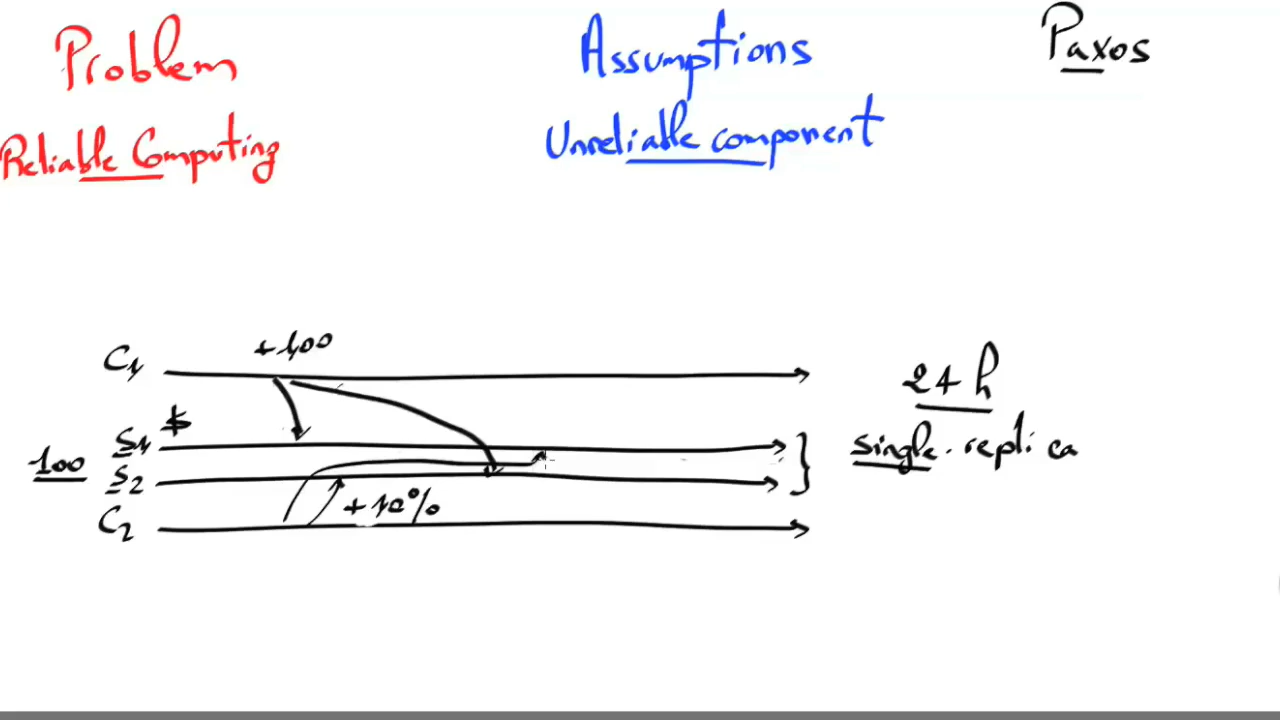 Problem
Assumptions
Paxos
Reliable Computing
Unreliable component
+100
C1
24 h
$
S1
single-replica
100
S2
+10%
C2